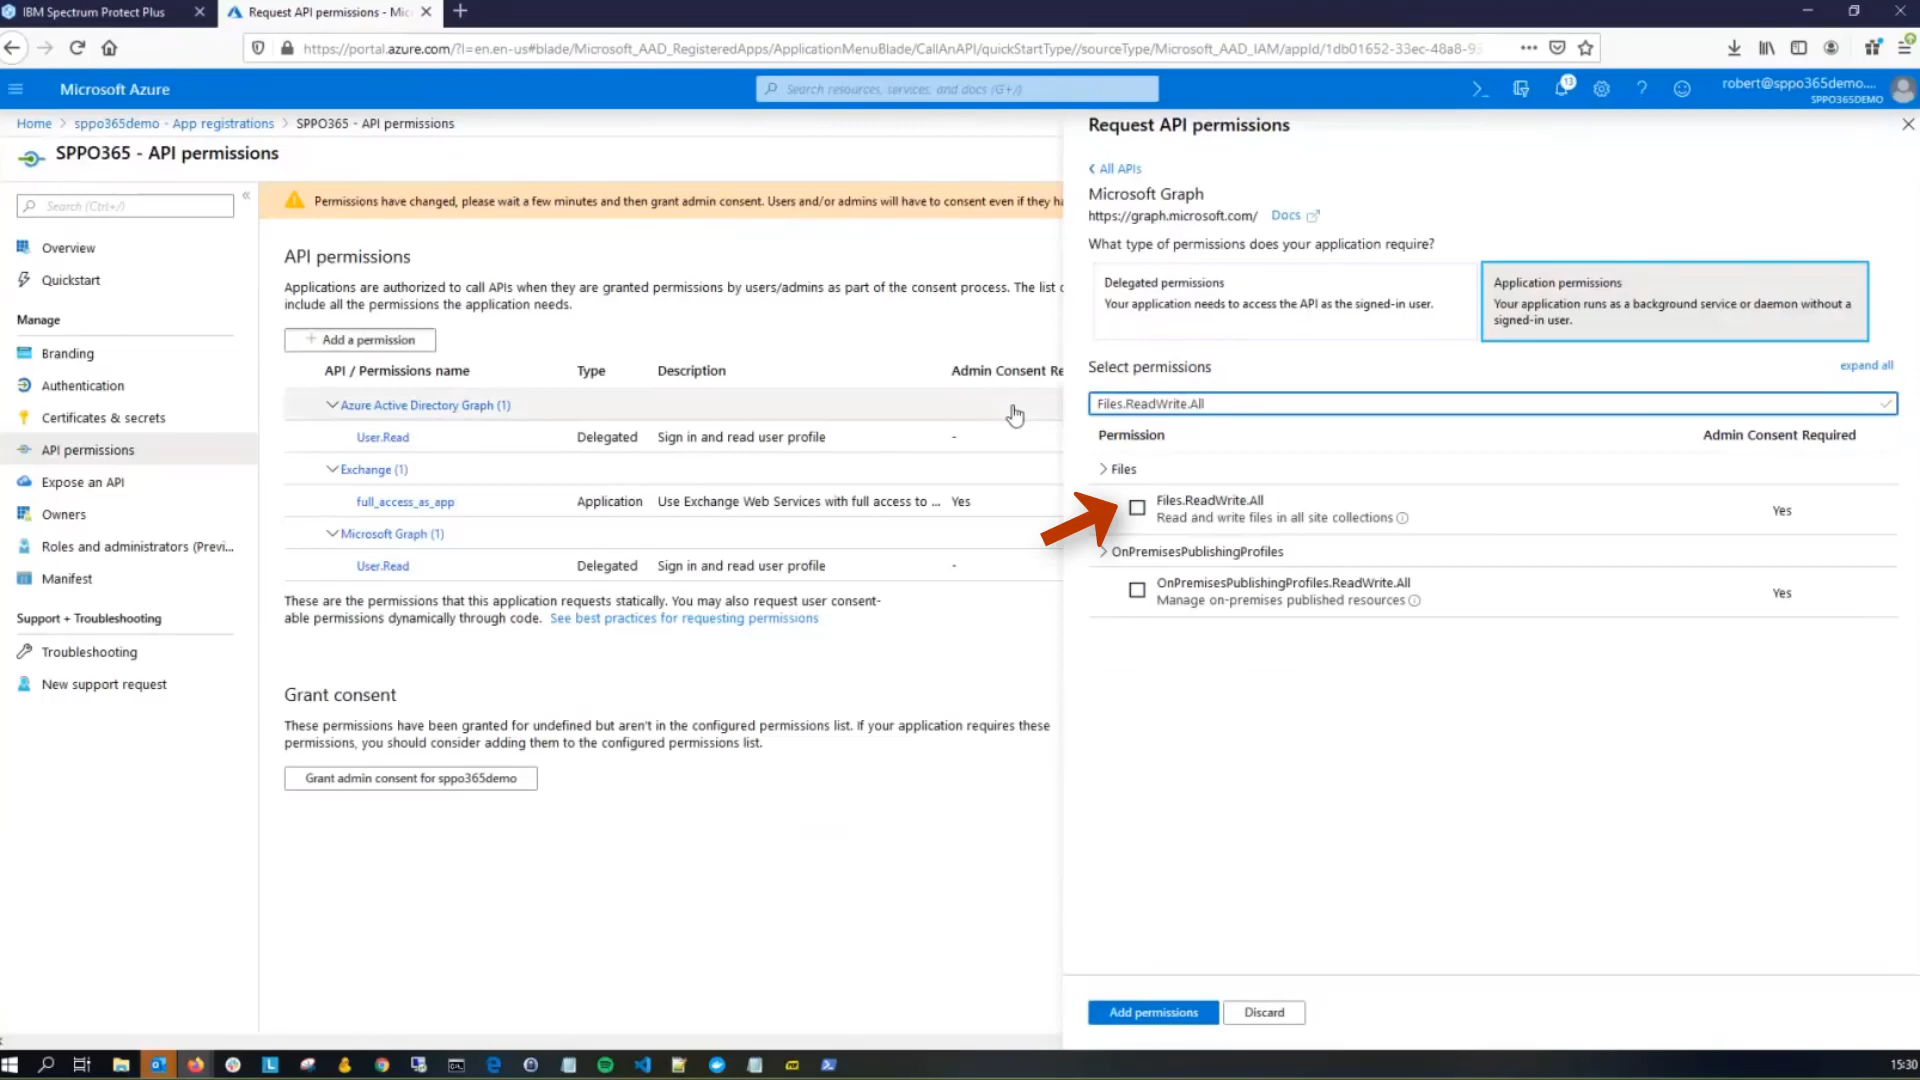 IBM Spectrum Protect Plus
Request API permissions - Mic
https://portal.azure.com/?l=en.en-us#blade/Microsoft_AAD_RegisteredApps/ApplicationMenuBlade/CallAnAPI/quickStartType//sourceType/Microsoft_AAD_IAM/appId/1db01652-33ec-48a8-95
Microsoft Azure
Search resources, services, and docs (G+/)
13
robert@sppo365demo....
SPPO365DEMO
Home > sppo365demo - App registrations > SPPO365 - API permissions
SPPO365 - API permissions
Search (Ctrl+/)
Overview
Quickstart
Manage
Branding
Authentication
Certificates & secrets
API permissions
Expose an API
Owners
Roles and administrators (Previ...
Manifest
Support + Troubleshooting
Troubleshooting
New support request
Permissions have changed, please wait a few minutes and then grant admin consent. Users and/or admins will have to consent even if they ha
API permissions
Applications are authorized to call APIs when they are granted permissions by users/admins as part of the consent process. The list o
include all the permissions the application needs.
+ Add a permission
API / Permissions name Type Description Admin Consent Re
Azure Active Directory Graph (1)
User.Read Delegated Sign in and read user profile -
Exchange (1)
full_access_as_app Application Use Exchange Web Services with full access to ... Yes
Microsoft Graph (1)
User.Read Delegated Sign in and read user profile -
These are the permissions that this application requests statically. You may also request user consent-
able permissions dynamically through code. See best practices for requesting permissions
Grant consent
These permissions have been granted for undefined but aren't in the configured permissions list. If your application requires these
permissions, you should consider adding them to the configured permissions list.
Grant admin consent for sppo365demo
Request API permissions
All APIs
Microsoft Graph
https://graph.microsoft.com/ Docs
What type of permissions does your application require?
Delegated permissions
Your application needs to access the API as the signed-in user.
Application permissions
Your application runs as a background service or daemon without a
signed-in user.
Select permissions
expand all
Files.ReadWrite.All
Permission Admin Consent Required
Files
Files.ReadWrite.All
Read and write files in all site collections
Yes
OnPremisesPublishingProfiles
OnPremisesPublishingProfiles.ReadWrite.All
Manage on-premises published resources
Yes
Add permissions
Discard
15:30